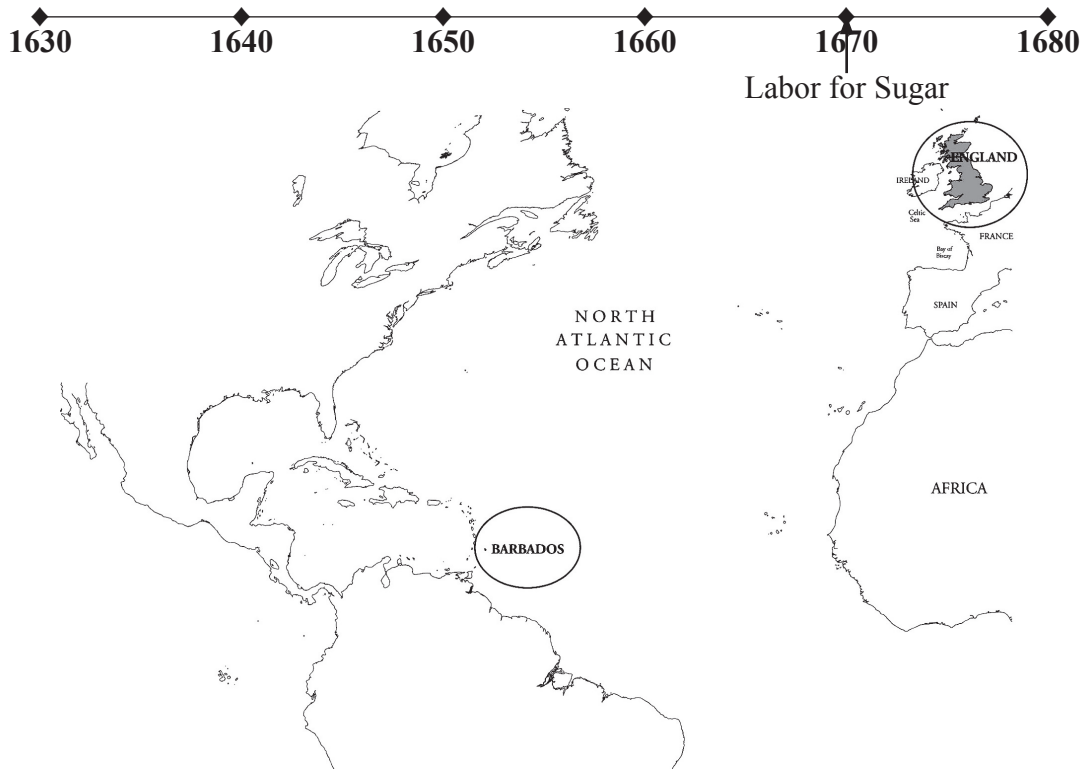 1630 1640 1650 1660 1670 1680
Labor for Sugar
ENGLAND
IRELAND
Celtic
Sea
FRANCE
Bay of
Biscay
SPAIN
NORTH
ATLANTIC
OCEAN
AFRICA
BARBADOS